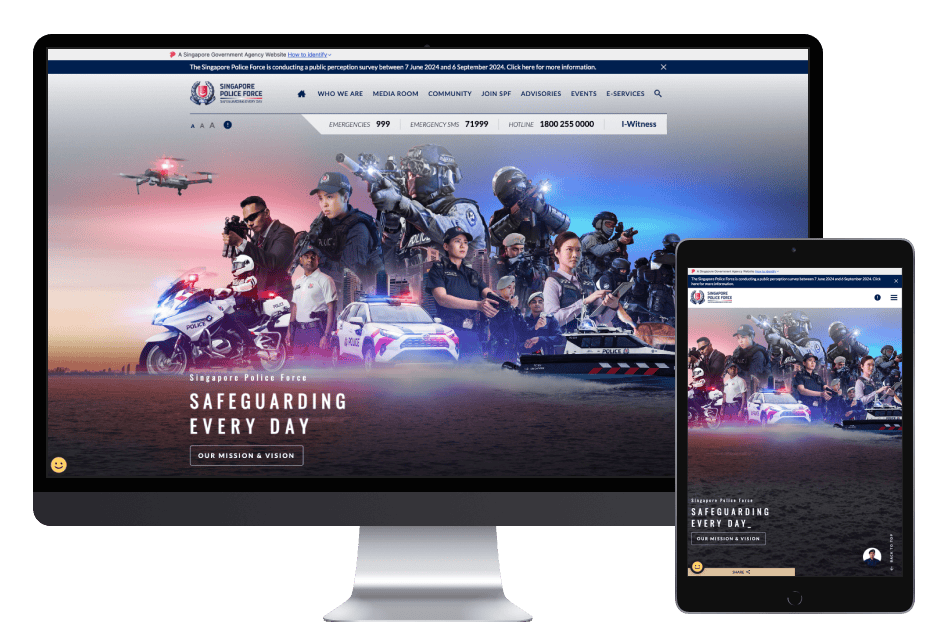 A Singapore Government Agency Website How to identify
The Singapore Police Force is conducting a public perception survey between 7 June 2024 and 6 September 2024. Click here for more information.
SINGAPORE
POLICE FORCE
SAFEGUARDING EVERY DAY
WHO WE ARE MEDIA ROOM COMMUNITY JOIN SPF ADVISORIES EVENTS E-SERVICES
A A A
EMERGENCIES 999 EMERGENCY SMS 71999 HOTLINE 1800 255 0000 I-Witness
POLICE
POLICE
POLICE
POLICE
Singapore Police Force
SAFEGUARDING
EVERY DAY
OUR MISSION & VISION
A Singapore Government Agency Website How to identify
The Singapore Police Force is conducting a public perception survey between 7 June 2024 and 6 September 2024. Click
here for more information.
SINGAPORE
POLICE FORCE
Singapore Police Force
SAFEGUARDING
EVERY DAY_
OUR MISSION & VISION
BACK TO TOP
SHARE